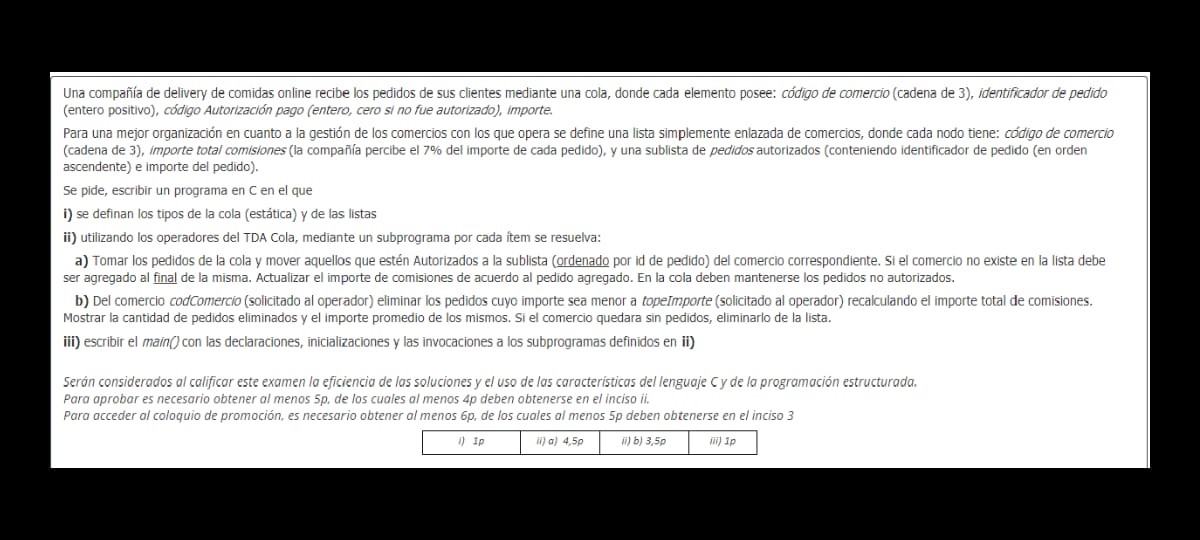 Una compañía de delivery de comidas online recibe los pedidos de sus clientes mediante una cola, donde cada elemento posee: código de comercio (cadena de 3), identificador de pedido
(entero positivo), código Autorización pago (entero, cero si no fue autorizado), importe.
Para una mejor organización en cuanto a la gestión de los comercios con los que opera se define una lista simplemente enlazada de comercios, donde cada nodo tiene: código de comercio
(cadena de 3), importe total comisiones (la compañía percibe el 7% del importe de cada pedido), y una sublista de pedidos autorizados (conteniendo identificador de pedido (en orden
ascendente) e importe del pedido).
Se pide, escribir un programa en C en el que
i) se definan los tipos de la cola (estática) y de las listas
ii) utilizando los operadores del TDA Cola, mediante un subprograma por cada ítem se resuelva:
a) Tomar los pedidos de la cola y mover aquellos que estén Autorizados a la sublista (ordenado por id de pedido) del comercio correspondiente. Si el comercio no existe en la lista debe
ser agregado al final de la misma. Actualizar el importe de comisiones de acuerdo al pedido agregado. En la cola deben mantenerse los pedidos no autorizados.
b) Del comercio codComercio (solicitado al operador) eliminar los pedidos cuyo importe sea menor a topeImporte (solicitado al operador) recalculando el importe total de comisiones.
Mostrar la cantidad de pedidos eliminados y el importe promedio de los mismos. Si el comercio quedara sin pedidos, eliminarlo de la lista.
iii) escribir el main() con las declaraciones, inicializaciones y las invocaciones a los subprogramas definidos en ii)
Serán considerados al calificar este examen la eficiencia de las soluciones y el uso de las características del lenguaje C y de la programación estructurada.
Para aprobar es necesario obtener al menos 5p, de los cuales al menos 4p deben obtenerse en el inciso ii.
Para acceder al coloquio de promoción, es necesario obtener al menos 6p, de los cuales al menos 5p deben obtenerse en el inciso 3
i) 1p ii) a) 4,5p ii) b) 3,5p iii) 1p